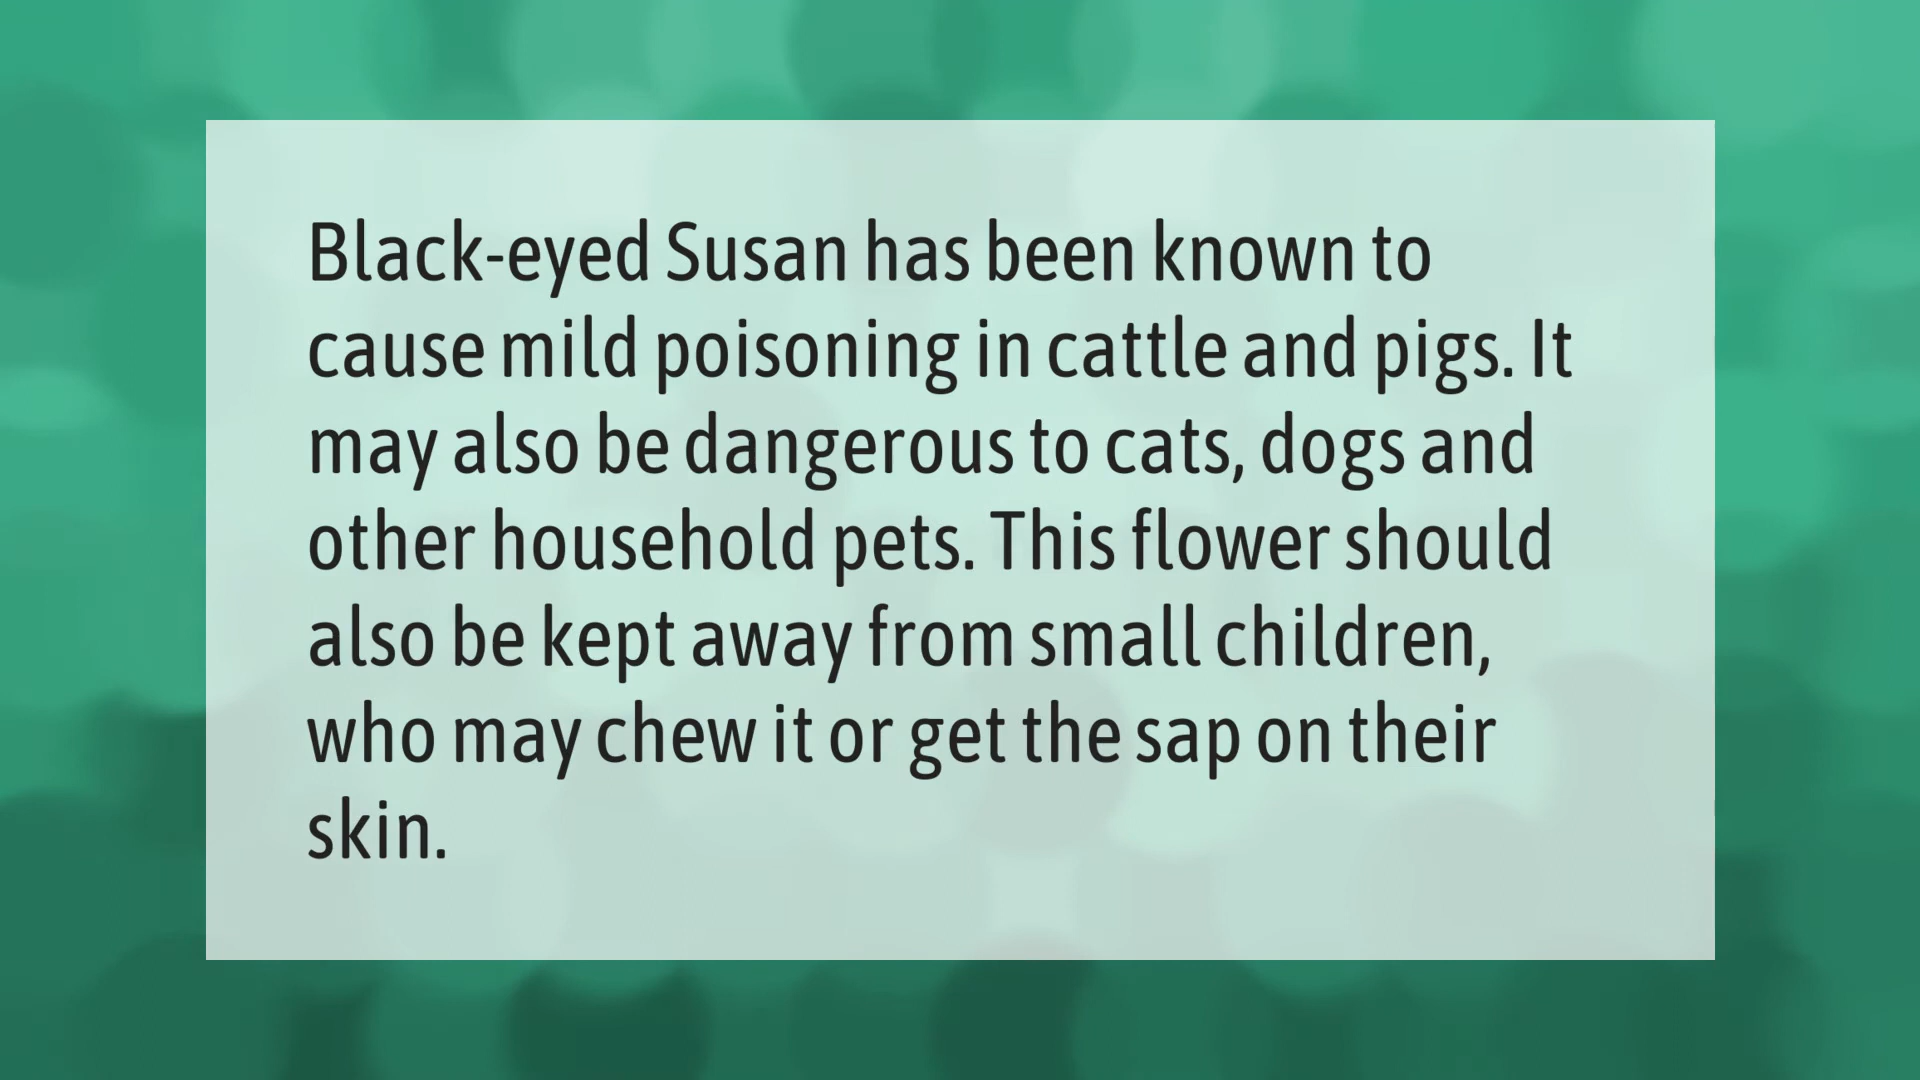 Black-eyed Susan has been known to
cause mild poisoning in cattle and pigs. It
may also be dangerous to cats, dogs and
other household pets. This flower should
also be kept away from small children,
who may chew it or get the sap on their
skin.